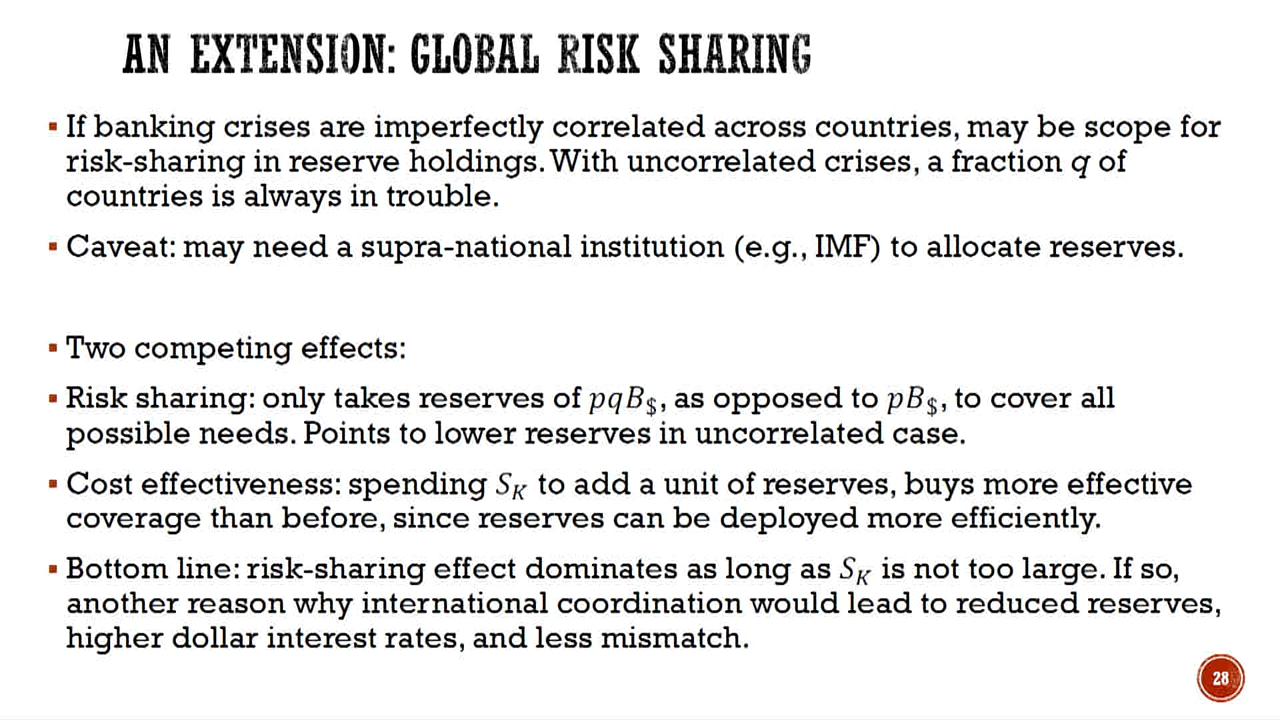 AN EXTENSION: GLOBAL RISK SHARING
▪ If banking crises are imperfectly correlated across countries, may be scope for
risk-sharing in reserve holdings. With uncorrelated crises, a fraction q of
countries is always in trouble.
▪ Caveat: may need a supra-national institution (e.g., IMF) to allocate reserves.
▪ Two competing effects:
▪ Risk sharing: only takes reserves of $pqB_\$$, as opposed to $pB_\$$, to cover all
possible needs. Points to lower reserves in uncorrelated case.
▪ Cost effectiveness: spending $S_K$ to add a unit of reserves, buys more effective
coverage than before, since reserves can be deployed more efficiently.
▪ Bottom line: risk-sharing effect dominates as long as $S_K$ is not too large. If so,
another reason why international coordination would lead to reduced reserves,
higher dollar interest rates, and less mismatch.
28